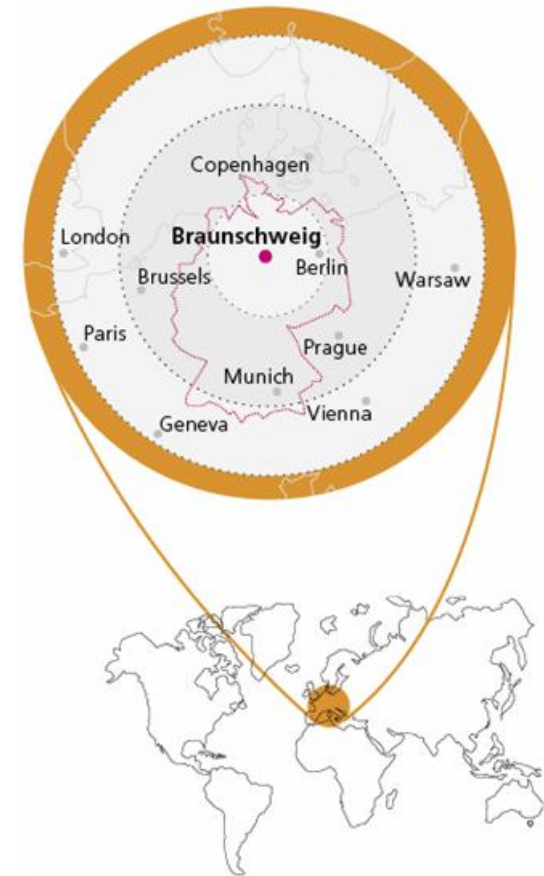 Copenhagen
London
Braunschweig
Berlin
Brussels
Warsaw
Paris
Prague
Munich
Vienna
Geneva